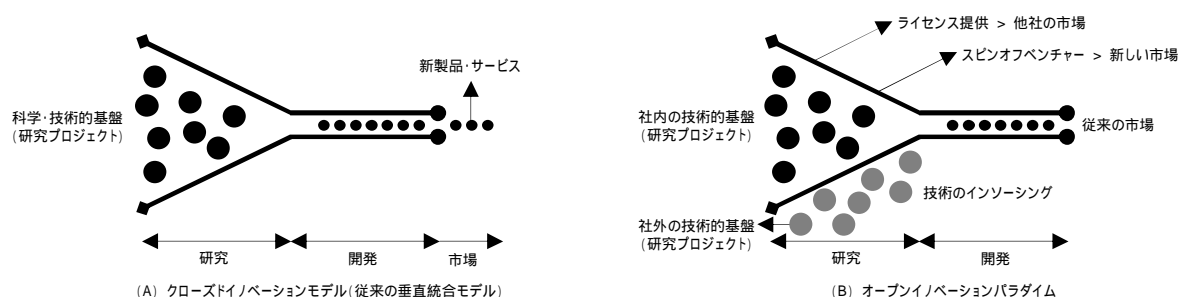 新製品・サービス
科学・技術的基盤
(研究プロジェクト)
研究
開発
市場
(A) クローズドイノベーションモデル(従来の垂直統合モデル)
ライセンス提供 > 他社の市場
スピンオフベンチャー > 新しい市場
社内の技術的基盤
(研究プロジェクト)
従来の市場
技術のインソーシング
社外の技術的基盤
(研究プロジェクト)
研究
開発
(B) オープンイノベーションパラダイム